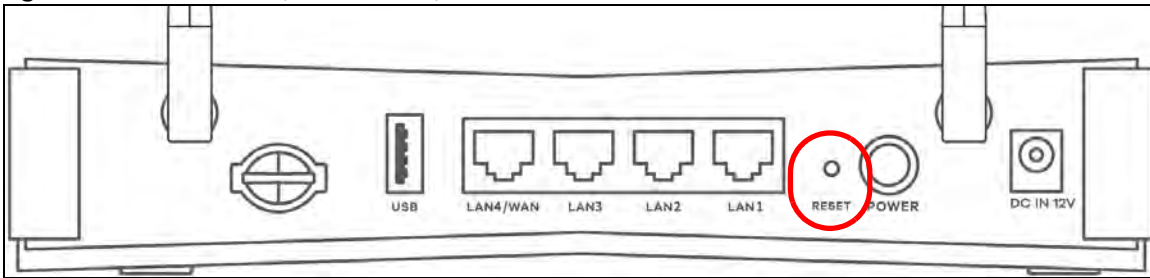 USB
LAN4/WAN
LAN3
LAN2
LAN1
RESET
POWER
DC IN 12V